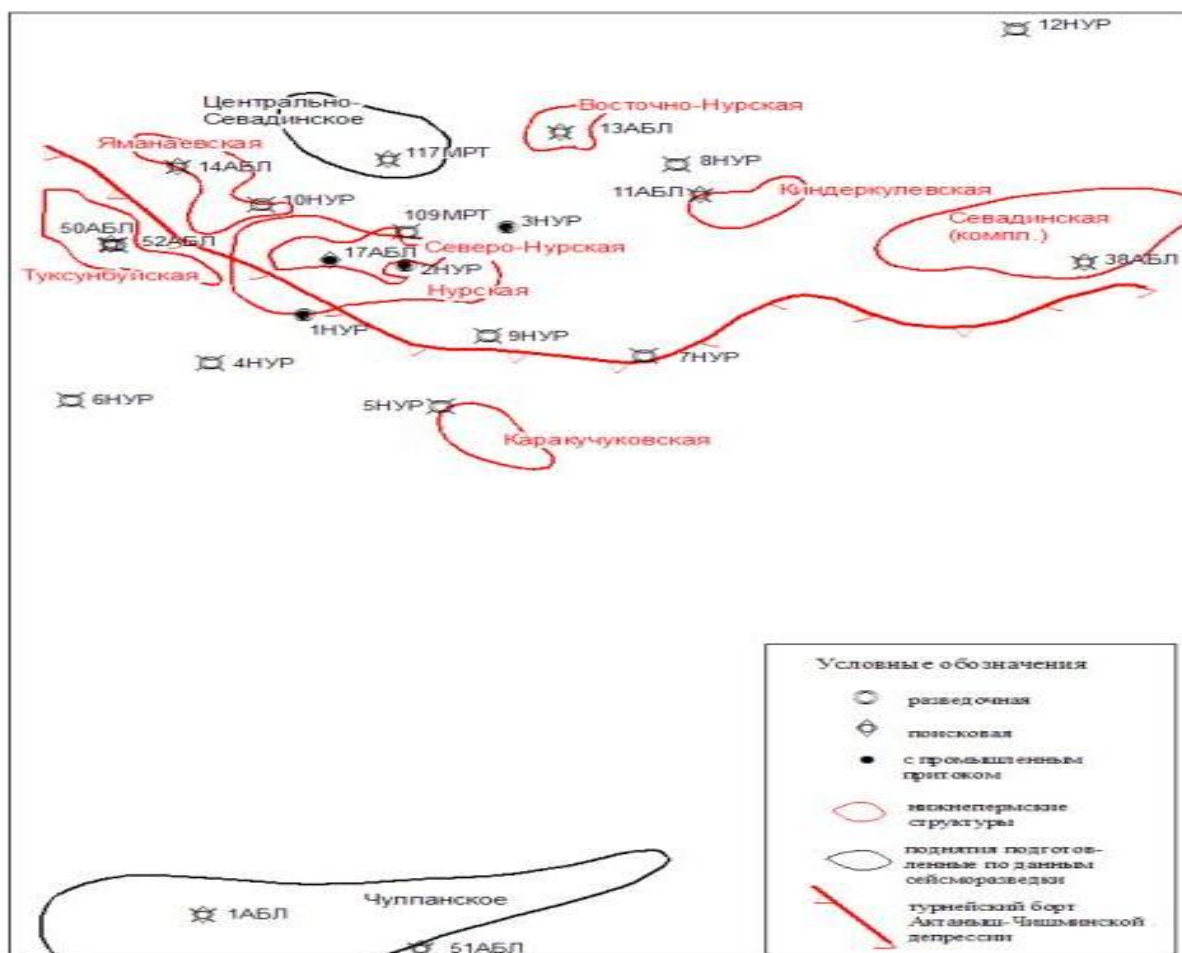 12НУР
Центрально-
Севадинское
Восточно-Нурская
13АБЛ
Яманаевская
117МРТ
14АБЛ
8НУР
11АБЛ
Киндеркулевская
10НУР
109МРТ
3НУР
Севадинская
(компл.)
50АБЛ
52АБЛ
Северо-Нурская
17АБЛ
2НУР
38АБЛ
Туксунбуйская
Нурская
1НУР
9НУР
7НУР
4НУР
6НУР
5НУР
Каракучуковская
Условные обозначения
разведочная
поисковая
с промышленным
притоком
нижнепермские
структуры
поднятия подготов-
ленные по данным
сейсморазведки
турнейский борт
Актаныш-Чишминской
депрессии
Чуппанское
1АБЛ
51АБЛ